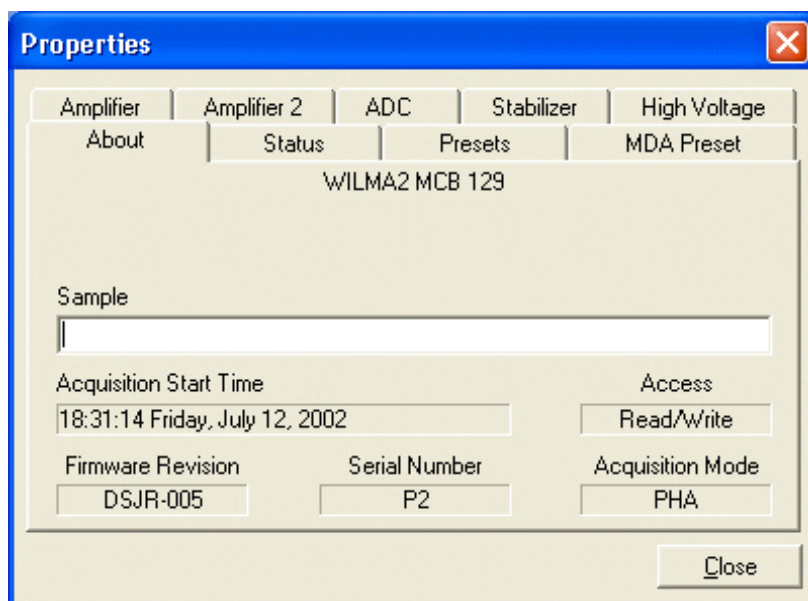 Properties
Amplifier Amplifier 2 ADC Stabilizer High Voltage
About Status Presets MDA Preset
WILMA2 MCB 129
Sample
Acquisition Start Time Access
18:31:14 Friday, July 12, 2002 Read/Write
Firmware Revision Serial Number Acquisition Mode
DSJR-005 P2 PHA
Close